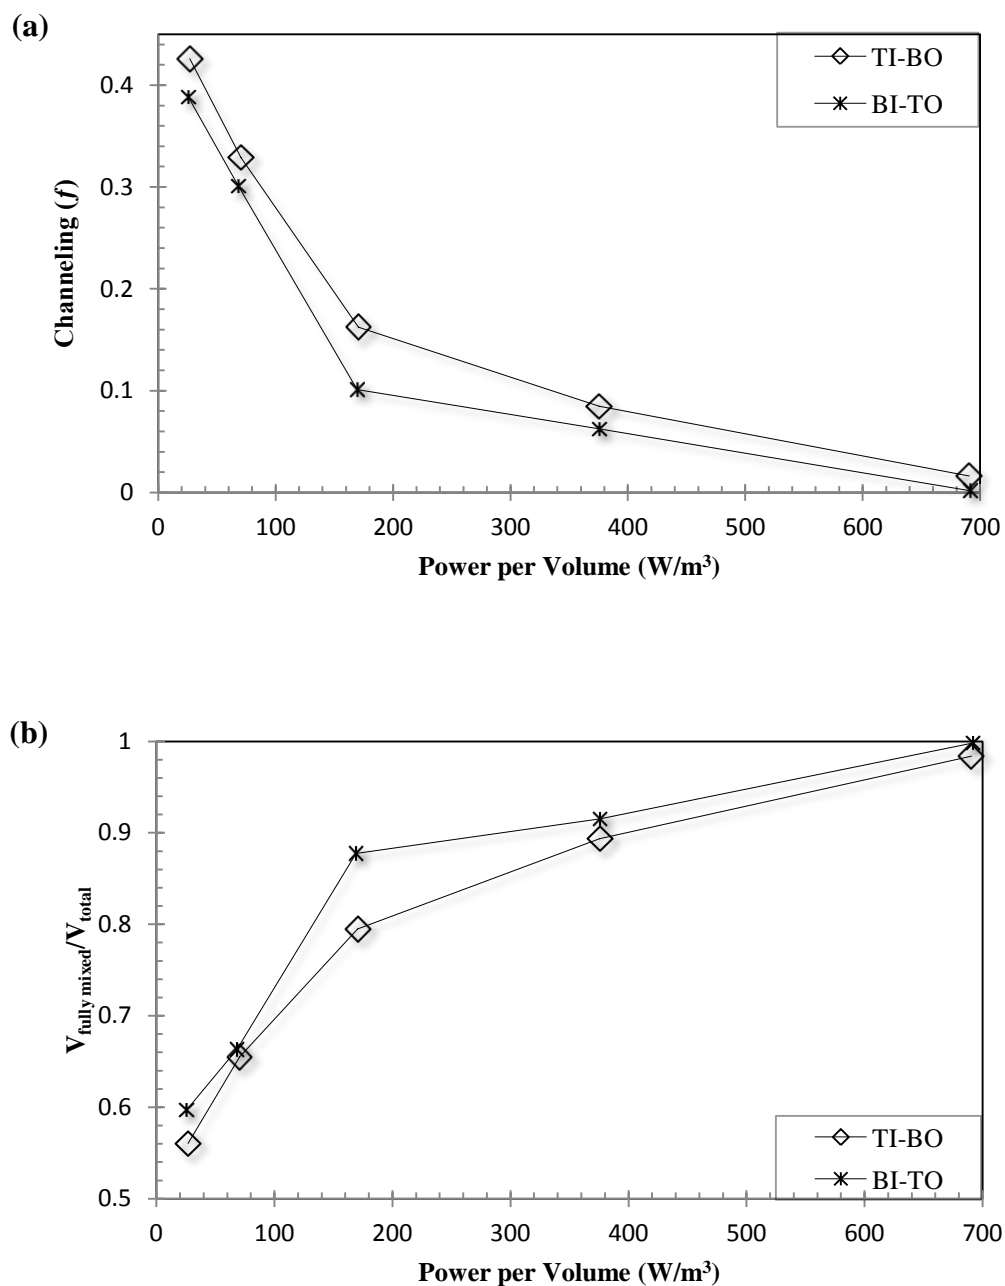 (a)
TI-BO
BI-TO
0.4
0.3
0.2
0.1
0
Channeling (f)
0 100 200 300 400 500 600 700
Power per Volume (W/m³)
(b)
1
0.9
0.8
0.7
0.6
0.5
V_fully mixed/V_total
TI-BO
BI-TO
0 100 200 300 400 500 600 700
Power per Volume (W/m³)